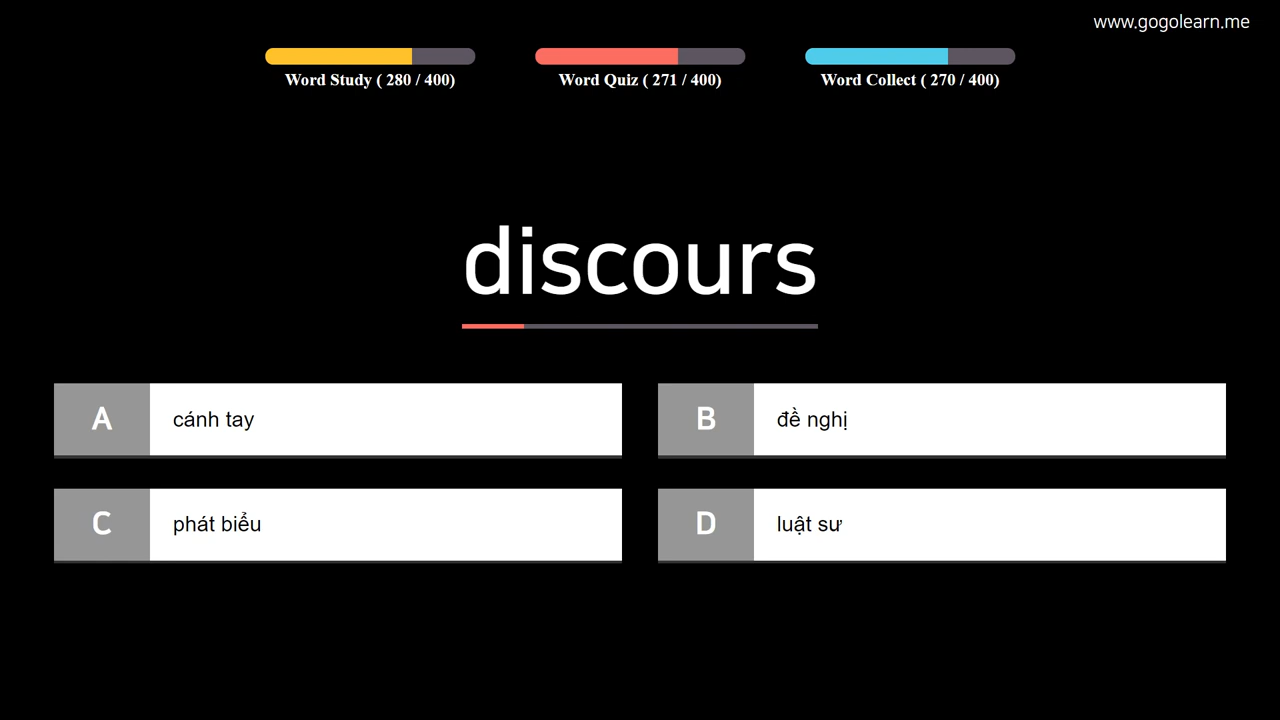 www.gogolearn.me
Word Study ( 280 / 400)
Word Quiz ( 271 / 400)
Word Collect ( 270 / 400)
discours
A cánh tay
B đề nghị
C phát biểu
D luật sư